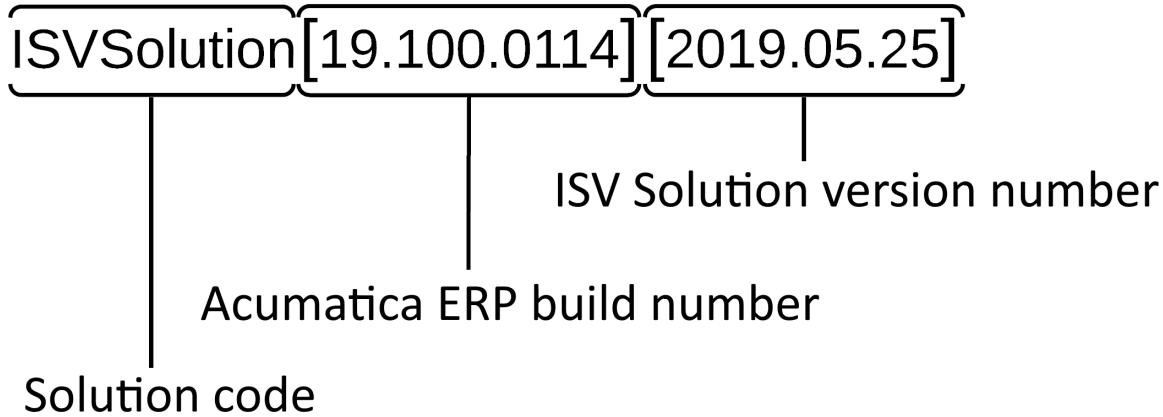 ISVSolution[19.100.0114][2019.05.25]
ISV Solution version number
Acumatica ERP build number
Solution code